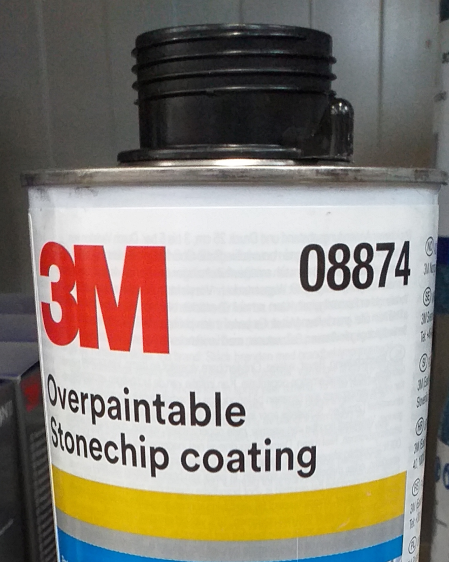 3M
08874
Overpaintable
Stonechip coating